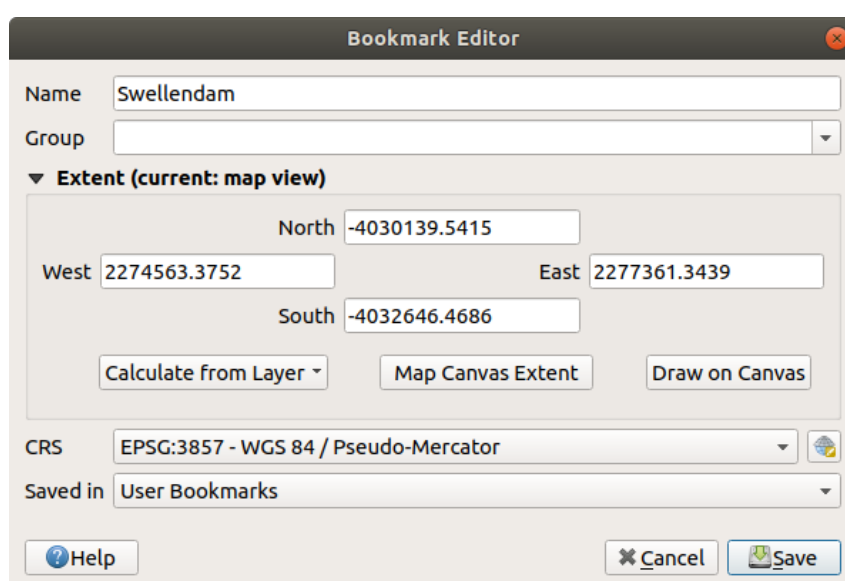 Bookmark Editor
Name Swellendam
Group
Extent (current: map view)
North -4030139.5415
West 2274563.3752 East 2277361.3439
South -4032646.4686
Calculate from Layer Map Canvas Extent Draw on Canvas
CRS EPSG:3857 - WGS 84 / Pseudo-Mercator
Saved in User Bookmarks
Help Cancel Save